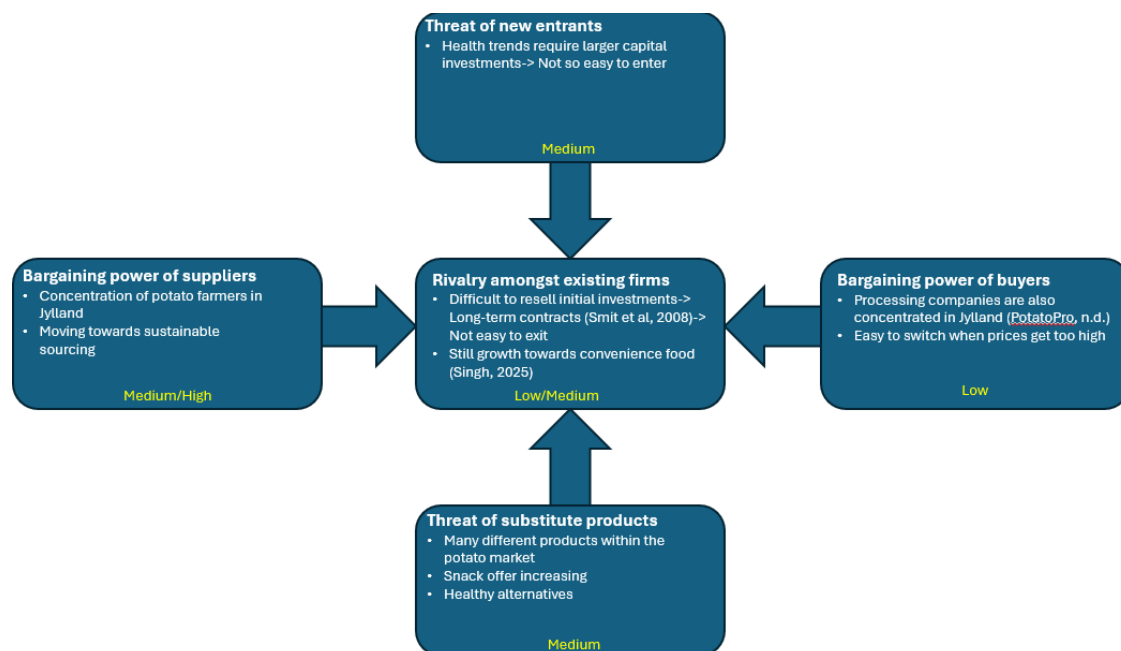 Threat of new entrants
• Health trends require larger capital
investments-> Not so easy to enter
Medium
Bargaining power of suppliers
• Concentration of potato farmers in
Jylland
• Moving towards sustainable
sourcing
Medium/High
Rivalry amongst existing firms
• Difficult to resell initial investments->
Long-term contracts (Smit et al, 2008)->
Not easy to exit
• Still growth towards convenience food
(Singh, 2025)
Low/Medium
Bargaining power of buyers
• Processing companies are also
concentrated in Jylland (PotatoPro, n.d.)
• Easy to switch when prices get too high
Low
Threat of substitute products
• Many different products within the
potato market
• Snack offer increasing
• Healthy alternatives
Medium